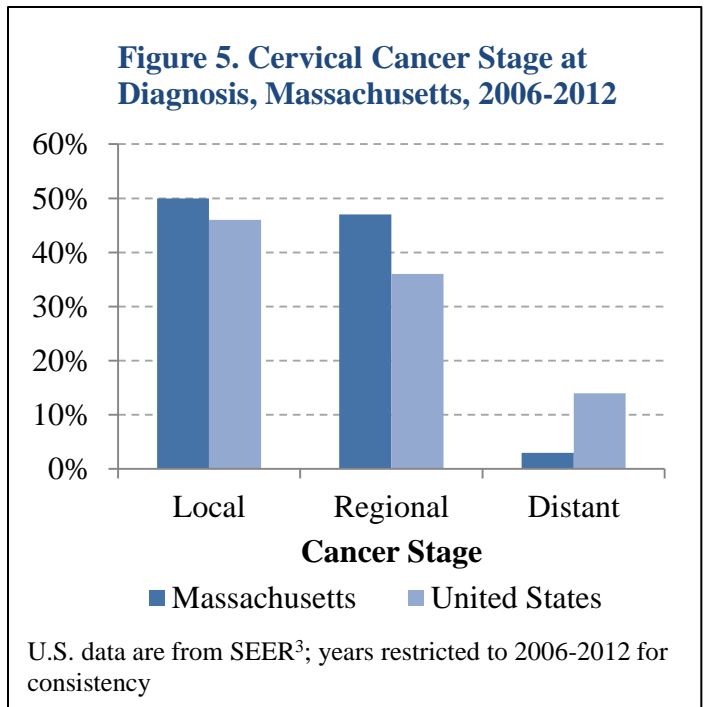 Figure 5. Cervical Cancer Stage at
Diagnosis, Massachusetts, 2006-2012
60%
50%
40%
30%
20%
10%
0%
Local Regional Distant
Cancer Stage
Massachusetts United States
U.S. data are from SEER³; years restricted to 2006-2012 for
consistency